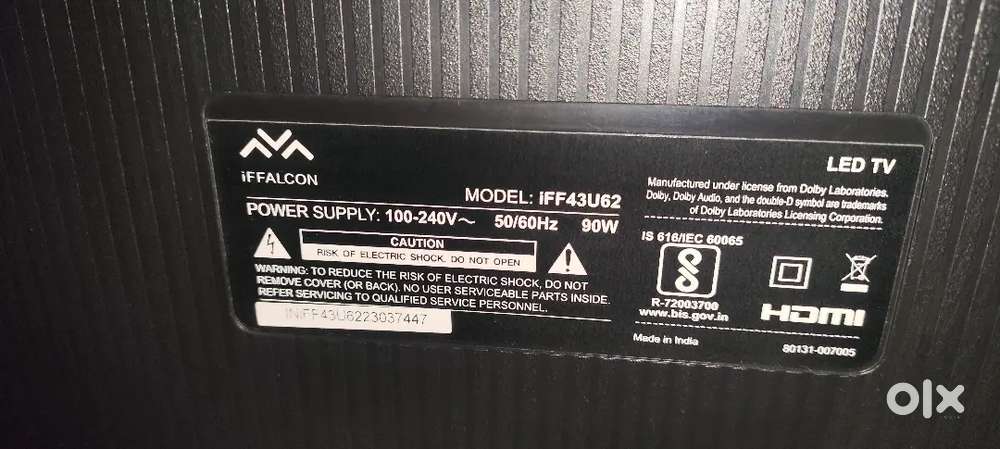 iFFALCON
MODEL: iFF43U62
POWER SUPPLY: 100-240V～ 50/60Hz 90W
CAUTION
RISK OF ELECTRIC SHOCK. DO NOT OPEN
WARNING: TO REDUCE THE RISK OF ELECTRIC SHOCK, DO NOT
REMOVE COVER (OR BACK). NO USER SERVICEABLE PARTS INSIDE.
REFER SERVICING TO QUALIFIED SERVICE PERSONNEL.
INiFF43U6223037447
LED TV
Manufactured under license from Dolby Laboratories.
Dolby, Dolby Audio, and the double-D symbol are trademarks
of Dolby Laboratories Licensing Corporation.
IS 616/IEC 60065
R-72003700
www.bis.gov.in
HDMI
Made in India
80131-007005
olx